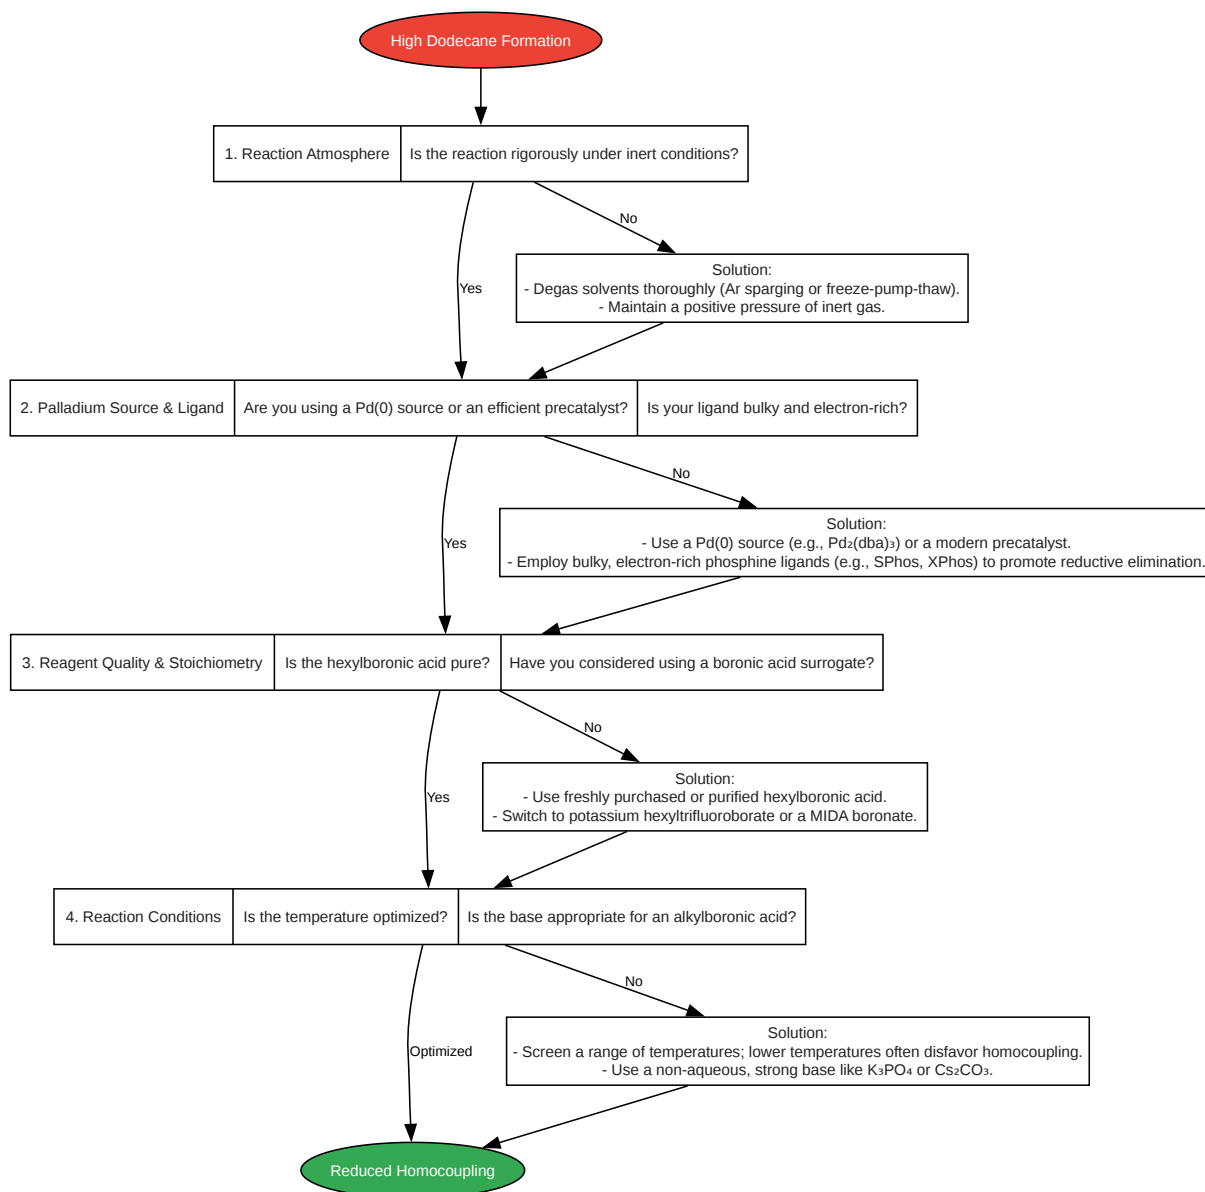 High Dodecane Formation
1. Reaction Atmosphere
Is the reaction rigorously under inert conditions?
No
Solution:
- Degas solvents thoroughly (Ar sparging or freeze-pump-thaw).
- Maintain a positive pressure of inert gas.
Yes
2. Palladium Source & Ligand
Are you using a Pd(0) source or an efficient precatalyst?
Is your ligand bulky and electron-rich?
No
Solution:
- Use a Pd(0) source (e.g., Pd₂(dba)₃) or a modern precatalyst.
- Employ bulky, electron-rich phosphine ligands (e.g., SPhos, XPhos) to promote reductive elimination.
Yes
3. Reagent Quality & Stoichiometry
Is the hexylboronic acid pure?
Have you considered using a boronic acid surrogate?
No
Solution:
- Use freshly purchased or purified hexylboronic acid.
- Switch to potassium hexyltrifluoroborate or a MIDA boronate.
Yes
4. Reaction Conditions
Is the temperature optimized?
Is the base appropriate for an alkylboronic acid?
No
Solution:
- Screen a range of temperatures; lower temperatures often disfavor homocoupling.
- Use a non-aqueous, strong base like K₃PO₄ or Cs₂CO₃.
Optimized
Reduced Homocoupling